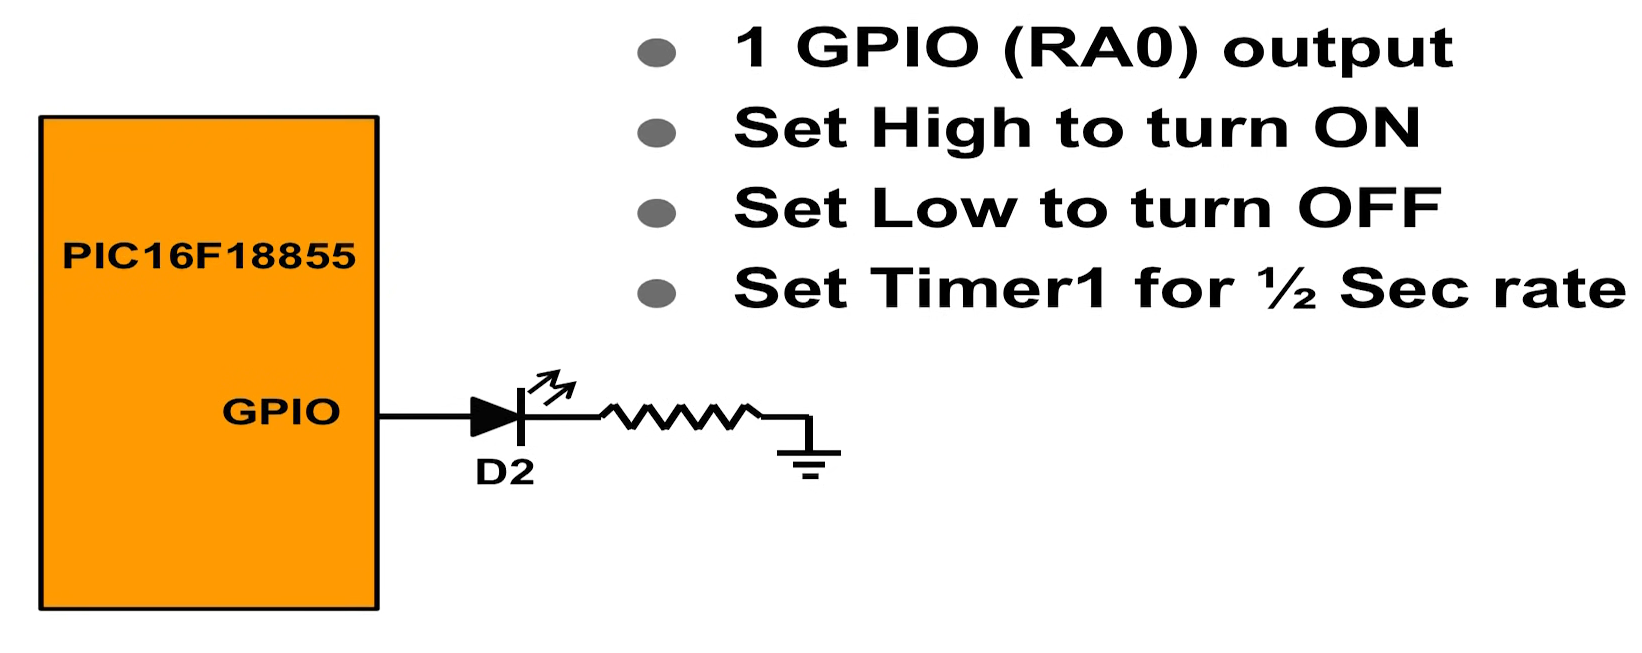 1 GPIO (RA0) output
Set High to turn ON
Set Low to turn OFF
Set Timer1 for ½ Sec rate
PIC16F18855
GPIO
D2